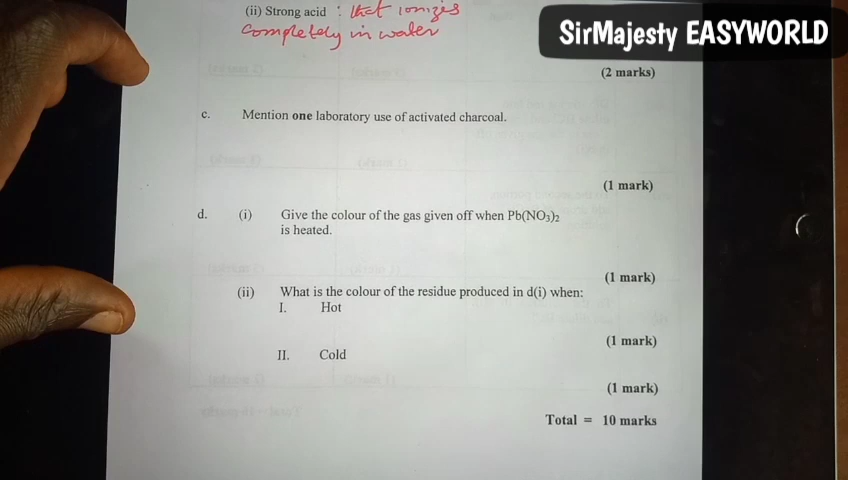 SirMajesty EASYWORLD
(ii) Strong acid : that ionizes
completely in water
(2 marks)
c. Mention one laboratory use of activated charcoal.
(1 mark)
d. (i) Give the colour of the gas given off when Pb(NO₃)₂
is heated.
(1 mark)
(ii) What is the colour of the residue produced in d(i) when:
I. Hot
(1 mark)
II. Cold
(1 mark)
Total = 10 marks